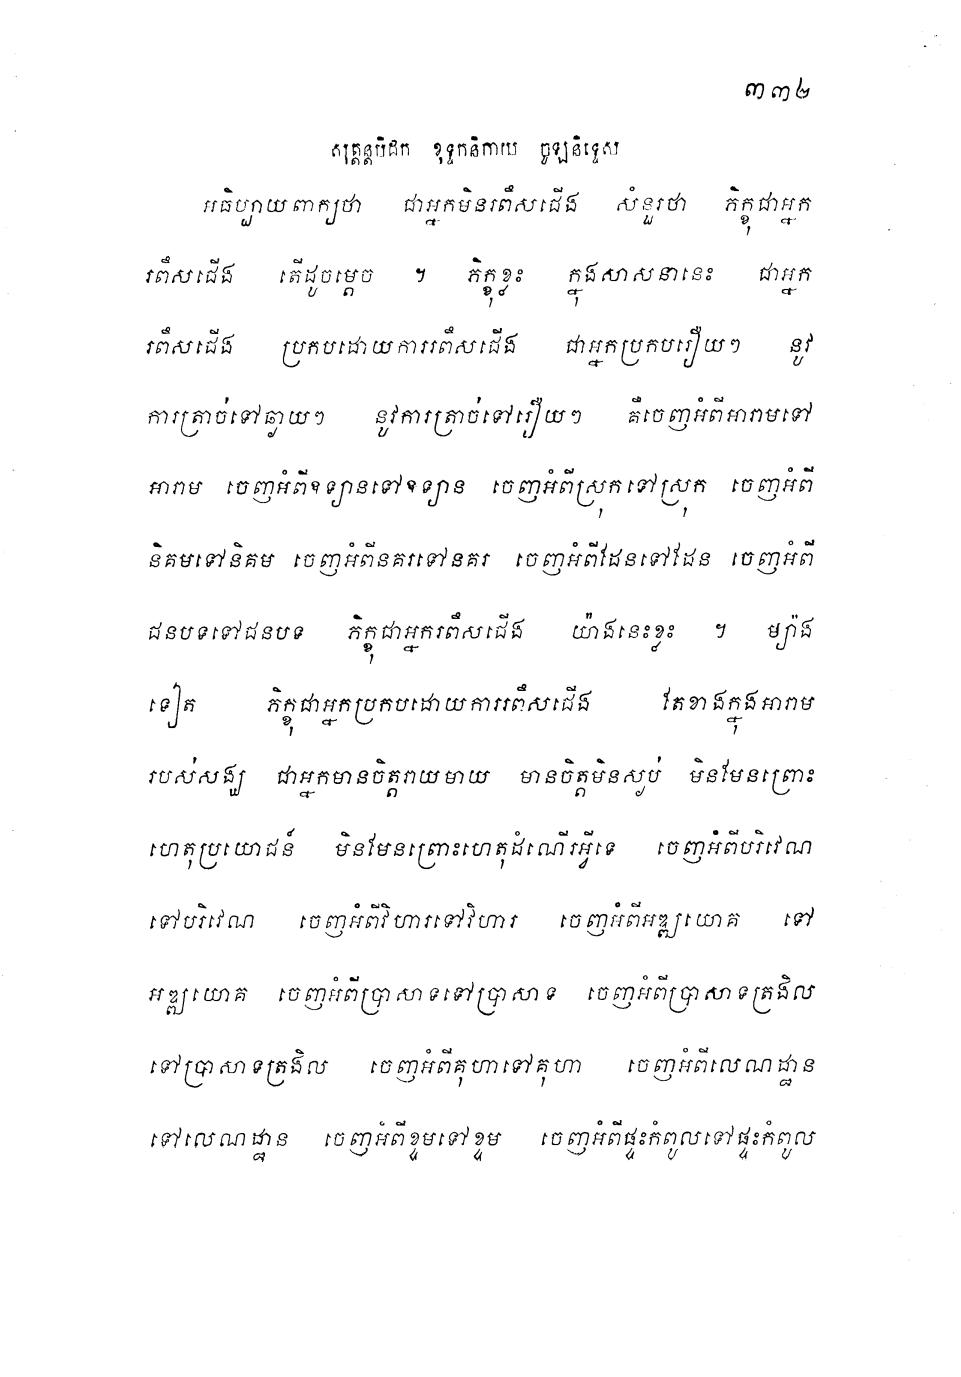 ៣៣២
សុត្តន្តបិដក ខុទ្ទកនិកាយ ចូឡនិទ្ទេស
អធិប្បាយពាក្យថា ជាអ្នកមិនរពឹសជើង សំនួរថា ភិក្ខុជាអ្នក
រពឹសជើង តើដូចម្តេច ។ ភិក្ខុខ្លះ ក្នុងសាសនានេះ ជាអ្នក
រពឹសជើង ប្រកបដោយការរពឹសជើង ជាអ្នកប្រកបរឿយៗ នូវ
ការត្រាច់ទៅឆ្ងាយៗ នូវការត្រាច់ទៅរឿយៗ គឺចេញអំពីអារាមទៅ
អារាម ចេញអំពីឧទ្យានទៅឧទ្យាន ចេញអំពីស្រុកទៅស្រុក ចេញអំពី
និគមទៅនិគម ចេញអំពីនគរទៅនគរ ចេញអំពីដែនទៅដែន ចេញអំពី
ជនបទទៅជនបទ ភិក្ខុជាអ្នករពឹសជើង យ៉ាងនេះខ្លះ ។ ម្យ៉ាង
ទៀត ភិក្ខុជាអ្នកប្រកបដោយការរពឹសជើង តែខាងក្នុងអារាម
របស់សង្ឃ ជាអ្នកមានចិត្តរាយមាយ មានចិត្តមិនស្ងប់ មិនមែនព្រោះ
ហេតុប្រយោជន៍ មិនមែនព្រោះហេតុដំណើរអ្វីទេ ចេញអំពីបរិវេណ
ទៅបរិវេណ ចេញអំពីវិហារទៅវិហារ ចេញអំពីអឌ្ឍយោគ ទៅ
អឌ្ឍយោគ ចេញអំពីប្រាសាទទៅប្រាសាទ ចេញអំពីប្រាសាទត្រងិល
ទៅប្រាសាទត្រងិល ចេញអំពីគុហាទៅគុហា ចេញអំពីលេណដ្ឋាន
ទៅលេណដ្ឋាន ចេញអំពីខ្ទមទៅខ្ទម ចេញអំពីផ្ទះកំពូលទៅផ្ទះកំពូល